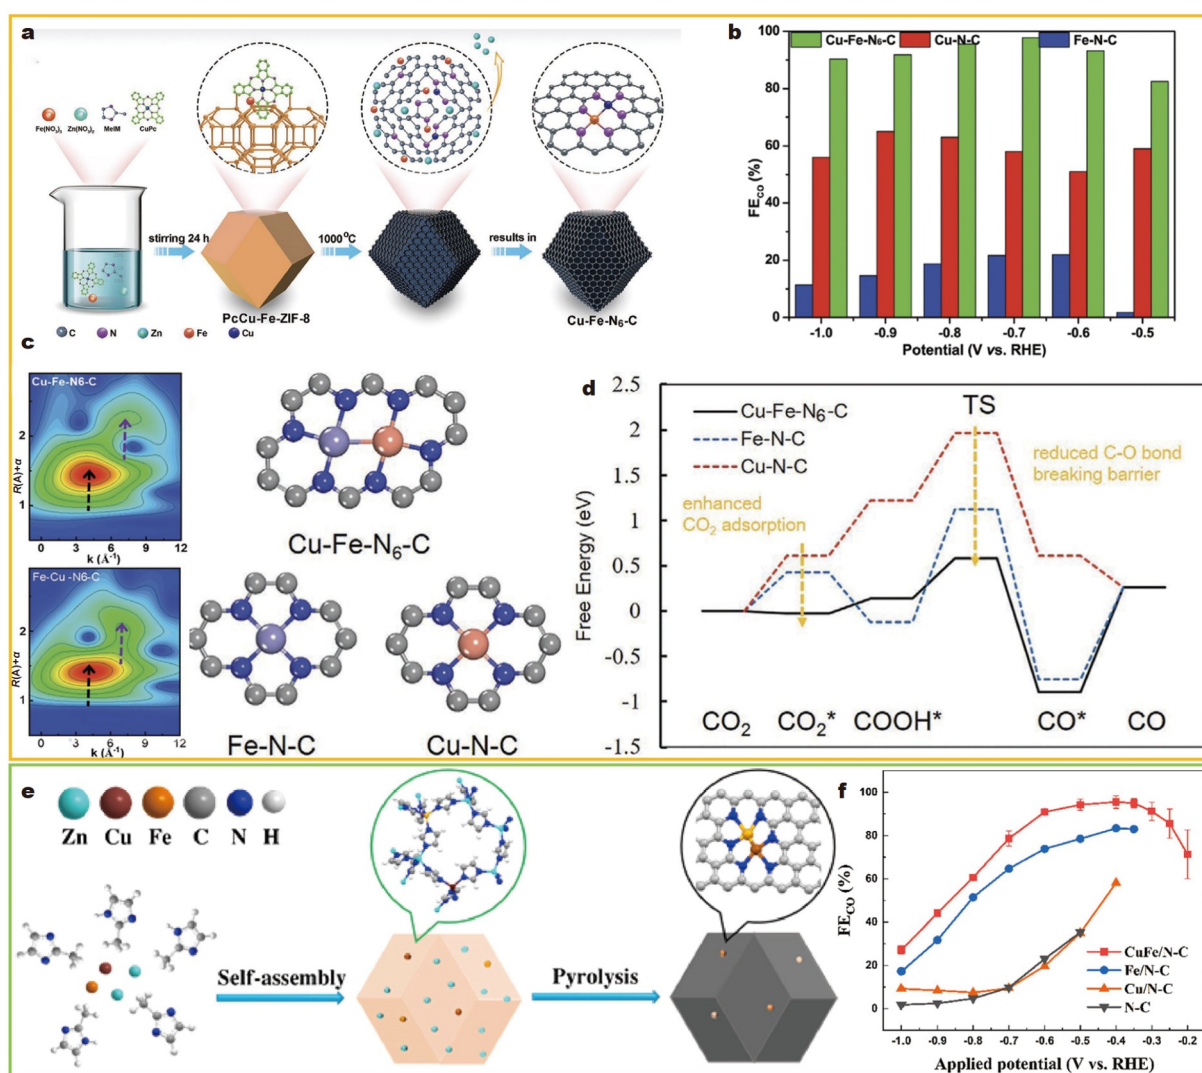 a
Fe(NO₃)₃ Zn(NO₃)₂ MeIM CuPc
stirring 24 h
1000 °C
results in
PcCu-Fe-ZIF-8
Cu-Fe-N₆-C
C N Zn Fe Cu
b
Cu-Fe-N₆-C Cu-N-C Fe-N-C
FE_CO (%)
100
80
60
40
20
0
-1.0 -0.9 -0.8 -0.7 -0.6 -0.5
Potential (V vs. RHE)
c
Cu-Fe-N6-C
R(Å)+α
2
1
0 4 8 12
k (Å⁻¹)
Fe-Cu -N6-C
R(Å)+α
2
1
0 4 8 12
k (Å⁻¹)
Cu-Fe-N₆-C
Fe-N-C
Cu-N-C
d
Free Energy (eV)
2.5
2
1.5
1
0.5
0
-0.5
-1
-1.5
Cu-Fe-N₆-C
Fe-N-C
Cu-N-C
TS
reduced C-O bond
breaking barrier
enhanced
CO₂ adsorption
CO₂ CO₂* COOH* CO* CO
e
Zn Cu Fe C N H
Self-assembly
Pyrolysis
f
FE_CO (%)
100
80
60
40
20
0
CuFe/N-C
Fe/N-C
Cu/N-C
N-C
-1.0 -0.9 -0.8 -0.7 -0.6 -0.5 -0.4 -0.3 -0.2
Applied potential (V vs. RHE)